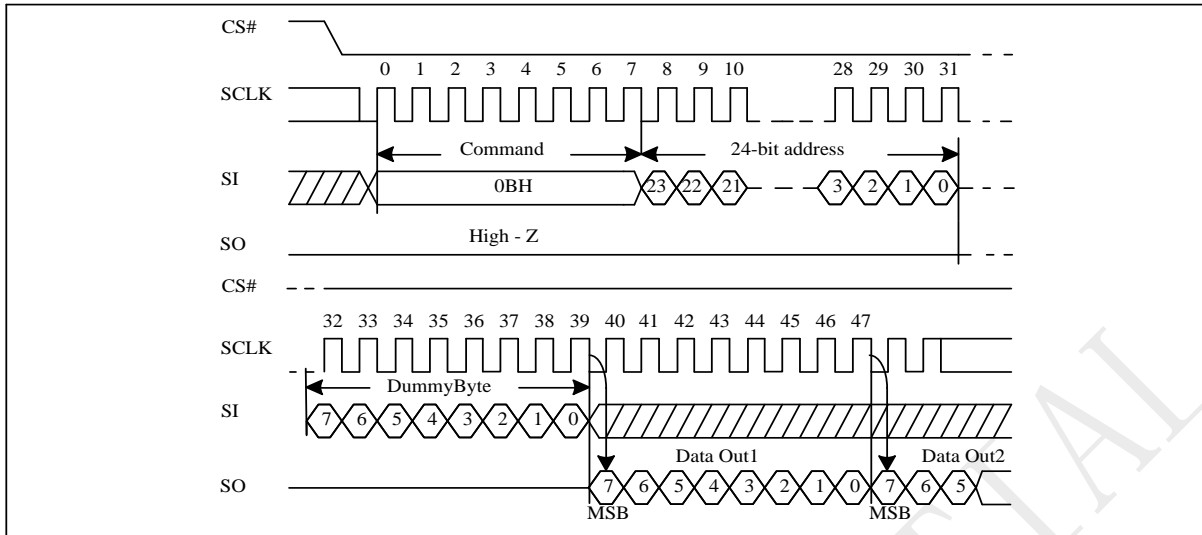 CS#
0 1 2 3 4 5 6 7 8 9 10 28 29 30 31
SCLK
Command 24-bit address
SI 0BH 23 22 21 3 2 1 0
High - Z
SO
CS#
32 33 34 35 36 37 38 39 40 41 42 43 44 45 46 47
SCLK
DummyByte
SI 7 6 5 4 3 2 1 0
Data Out1 Data Out2
SO 7 6 5 4 3 2 1 0 7 6 5
MSB MSB
TIAL